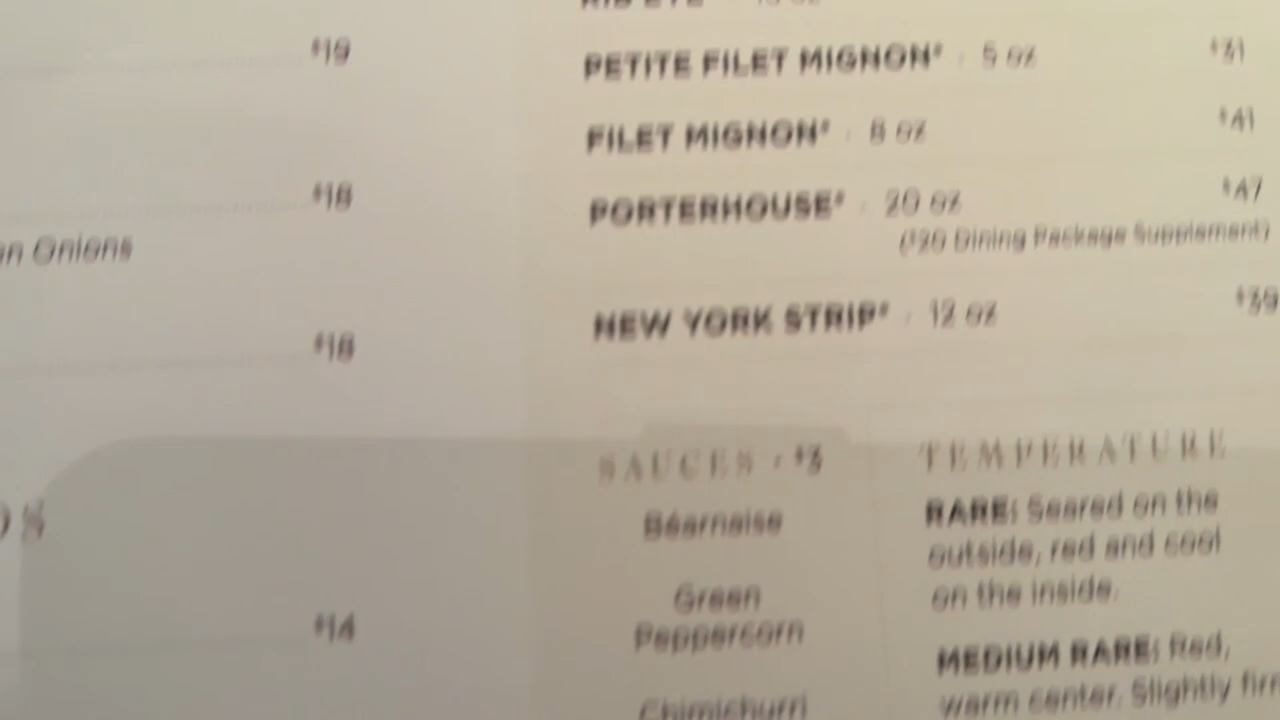 $19
$18
Onions
$18
$14
PETITE FILET MIGNON* · 5 oz $31
FILET MIGNON* · 8 oz $41
PORTERHOUSE* · 20 oz $47
($20 Dining Package Supplement)
NEW YORK STRIP* · 12 oz $39
SAUCES · $3
Béarnaise
Green
Peppercorn
Chimichurri
TEMPERATURE
RARE: Seared on the
outside, red and cool
on the inside.
MEDIUM RARE: Red,
warm center. Slightly